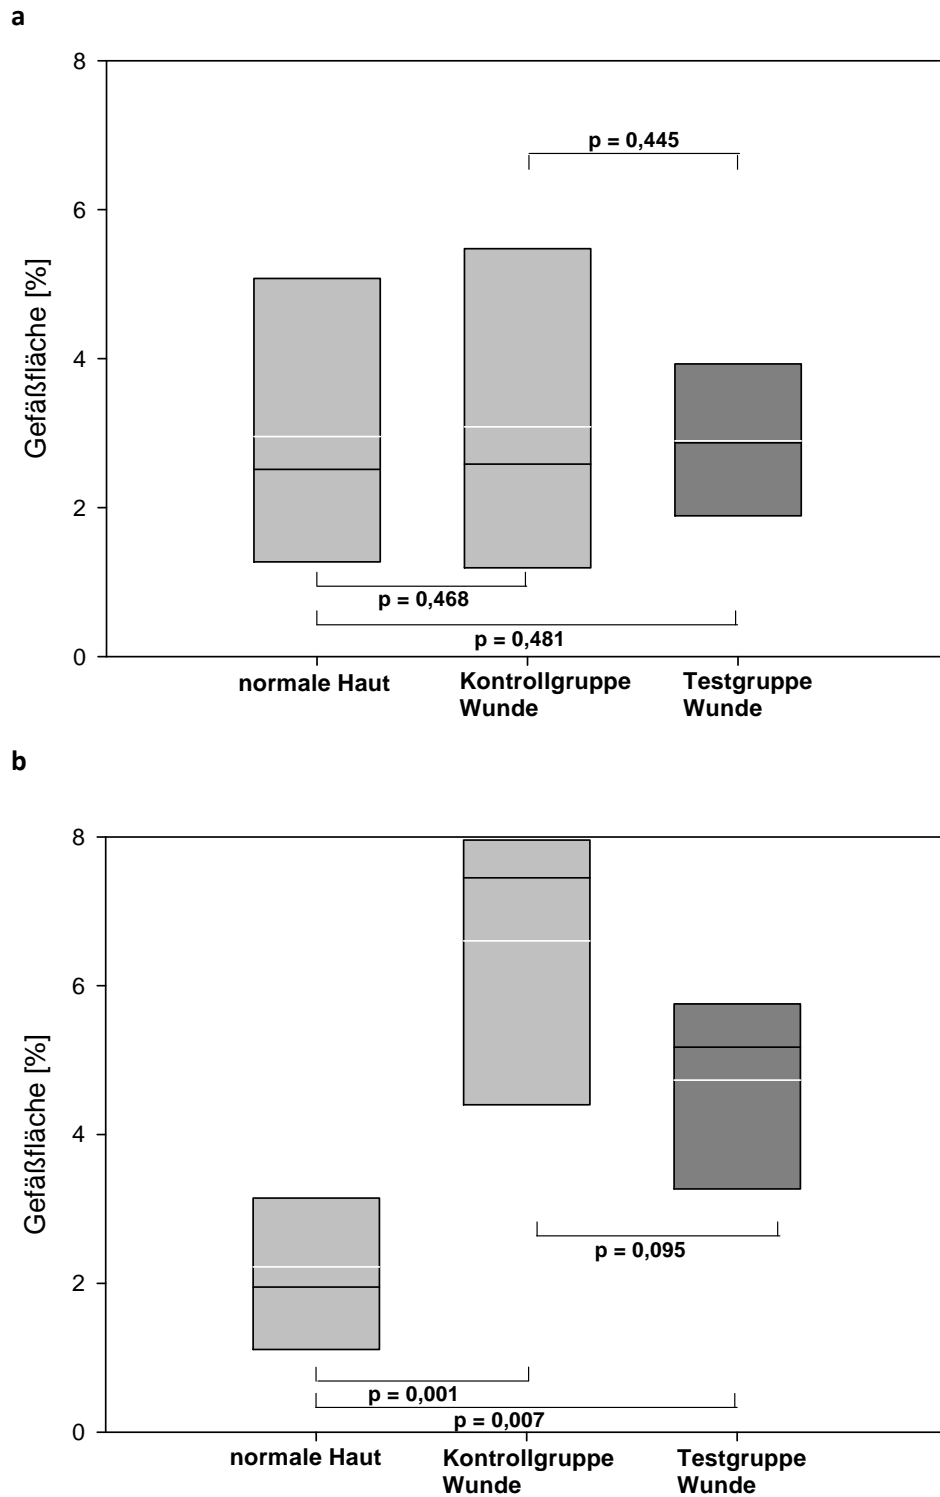 a
8
p = 0,445
6
Gefäßfläche [%]
4
2
p = 0,468
p = 0,481
0
normale Haut
Kontrollgruppe
Wunde
Testgruppe
Wunde
b
8
6
Gefäßfläche [%]
4
p = 0,095
2
p = 0,001
p = 0,007
0
normale Haut
Kontrollgruppe
Wunde
Testgruppe
Wunde